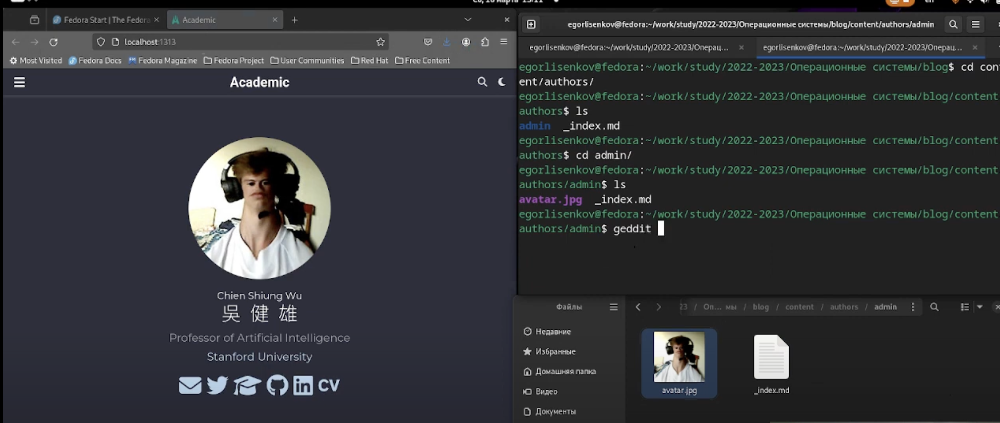 Fedora Start | The Fedora
Academic
localhost:1313
Most Visited Fedora Docs Fedora Magazine Fedora Project User Communities Red Hat Free Content
Academic
Chien Shiung Wu
吳 健 雄
Professor of Artificial Intelligence
Stanford University
CV
en
egorlisenkov@fedora:~/work/study/2022-2023/Операционные системы/blog/content/authors/admin
egorlisenkov@fedora:~/work/study/2022-2023/Операц...
egorlisenkov@fedora:~/work/study/2022-2023/Операц...
egorlisenkov@fedora:~/work/study/2022-2023/Операционные системы/blog$ cd con
ent/authors/
egorlisenkov@fedora:~/work/study/2022-2023/Операционные системы/blog/content
authors$ ls
admin _index.md
egorlisenkov@fedora:~/work/study/2022-2023/Операционные системы/blog/content
authors$ cd admin/
egorlisenkov@fedora:~/work/study/2022-2023/Операционные системы/blog/content
authors/admin$ ls
avatar.jpg _index.md
egorlisenkov@fedora:~/work/study/2022-2023/Операционные системы/blog/content
authors/admin$ geddit
Файлы
23 / Оп... мы / blog / content / authors / admin
Недавние
Избранные
Домашняя папка
Видео
Документы
avatar.jpg
_index.md